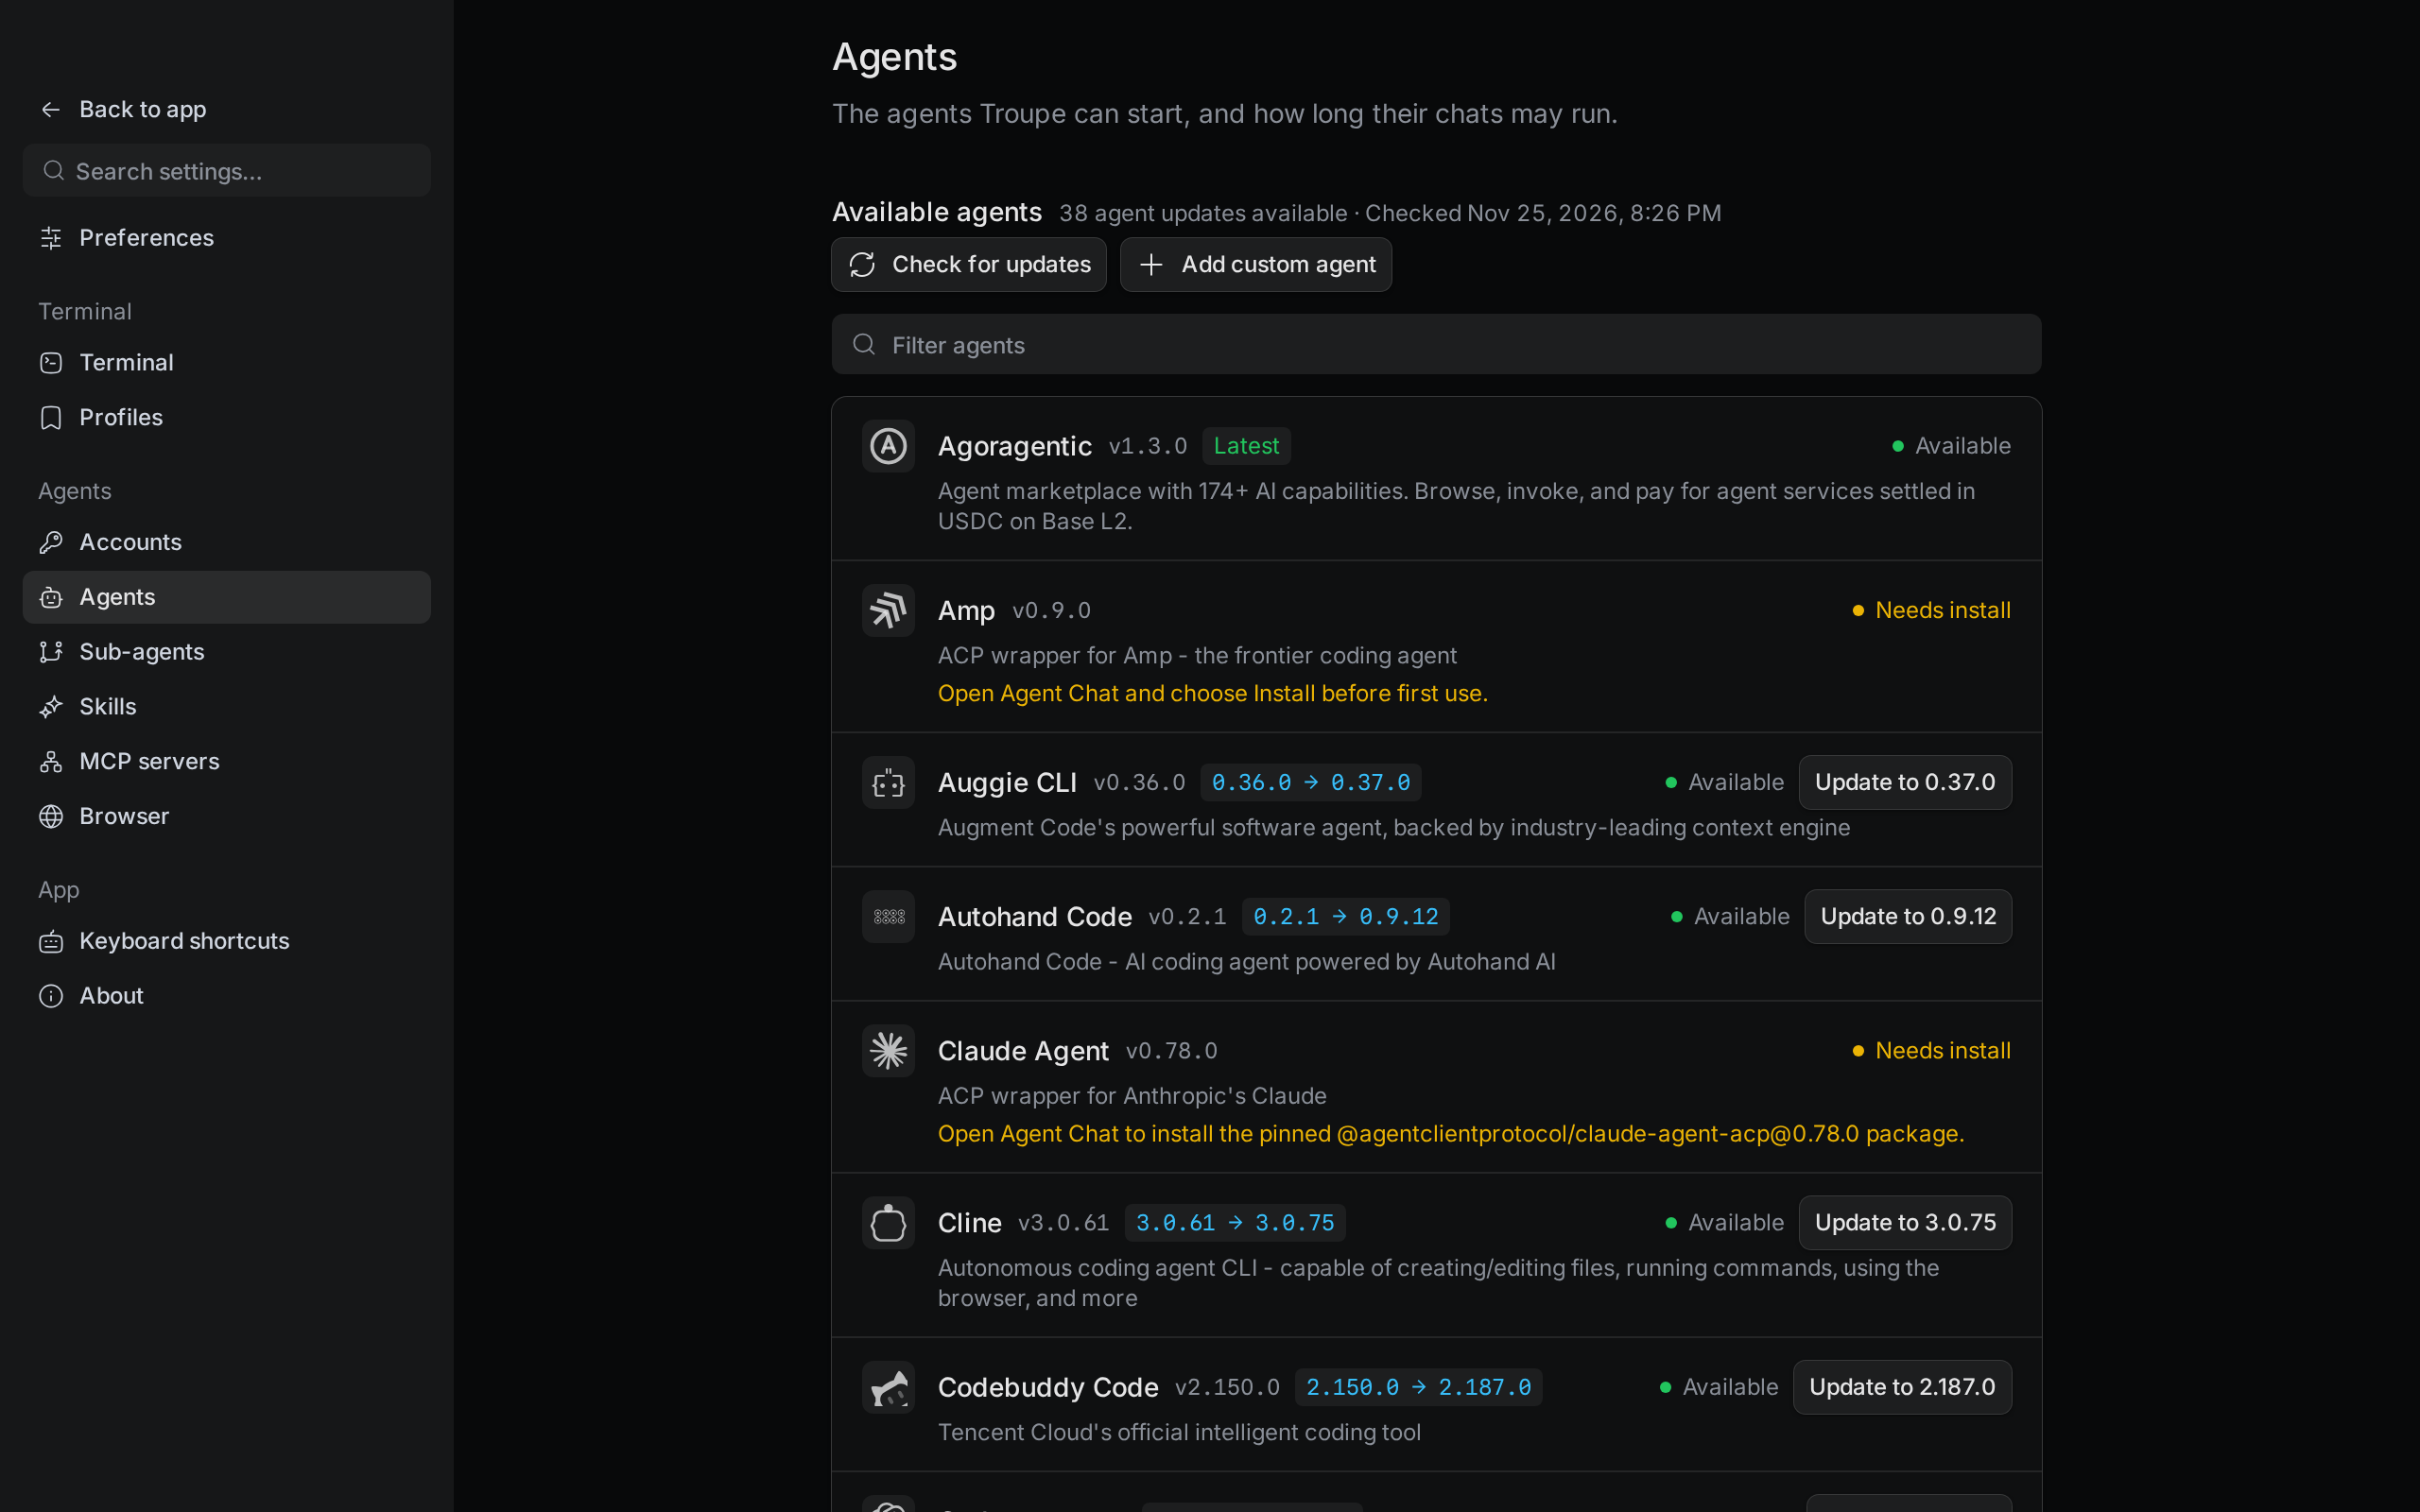 Back to app
Search settings...
Preferences
Terminal
Terminal
Profiles
Agents
Accounts
Agents
Sub-agents
Skills
MCP servers
Browser
App
Keyboard shortcuts
About
Agents
The agents Troupe can start, and how long their chats may run.
Available agents 38 agent updates available · Checked Nov 25, 2026, 8:26 PM
Check for updates Add custom agent
Filter agents
Agoragentic v1.3.0 Latest Available
Agent marketplace with 174+ AI capabilities. Browse, invoke, and pay for agent services settled in
USDC on Base L2.
Amp v0.9.0 Needs install
ACP wrapper for Amp - the frontier coding agent
Open Agent Chat and choose Install before first use.
Auggie CLI v0.36.0 0.36.0 → 0.37.0 Available Update to 0.37.0
Augment Code's powerful software agent, backed by industry-leading context engine
Autohand Code v0.2.1 0.2.1 → 0.9.12 Available Update to 0.9.12
Autohand Code - AI coding agent powered by Autohand AI
Claude Agent v0.78.0 Needs install
ACP wrapper for Anthropic's Claude
Open Agent Chat to install the pinned @agentclientprotocol/claude-agent-acp@0.78.0 package.
Cline v3.0.61 3.0.61 → 3.0.75 Available Update to 3.0.75
Autonomous coding agent CLI - capable of creating/editing files, running commands, using the
browser, and more
Codebuddy Code v2.150.0 2.150.0 → 2.187.0 Available Update to 2.187.0
Tencent Cloud's official intelligent coding tool